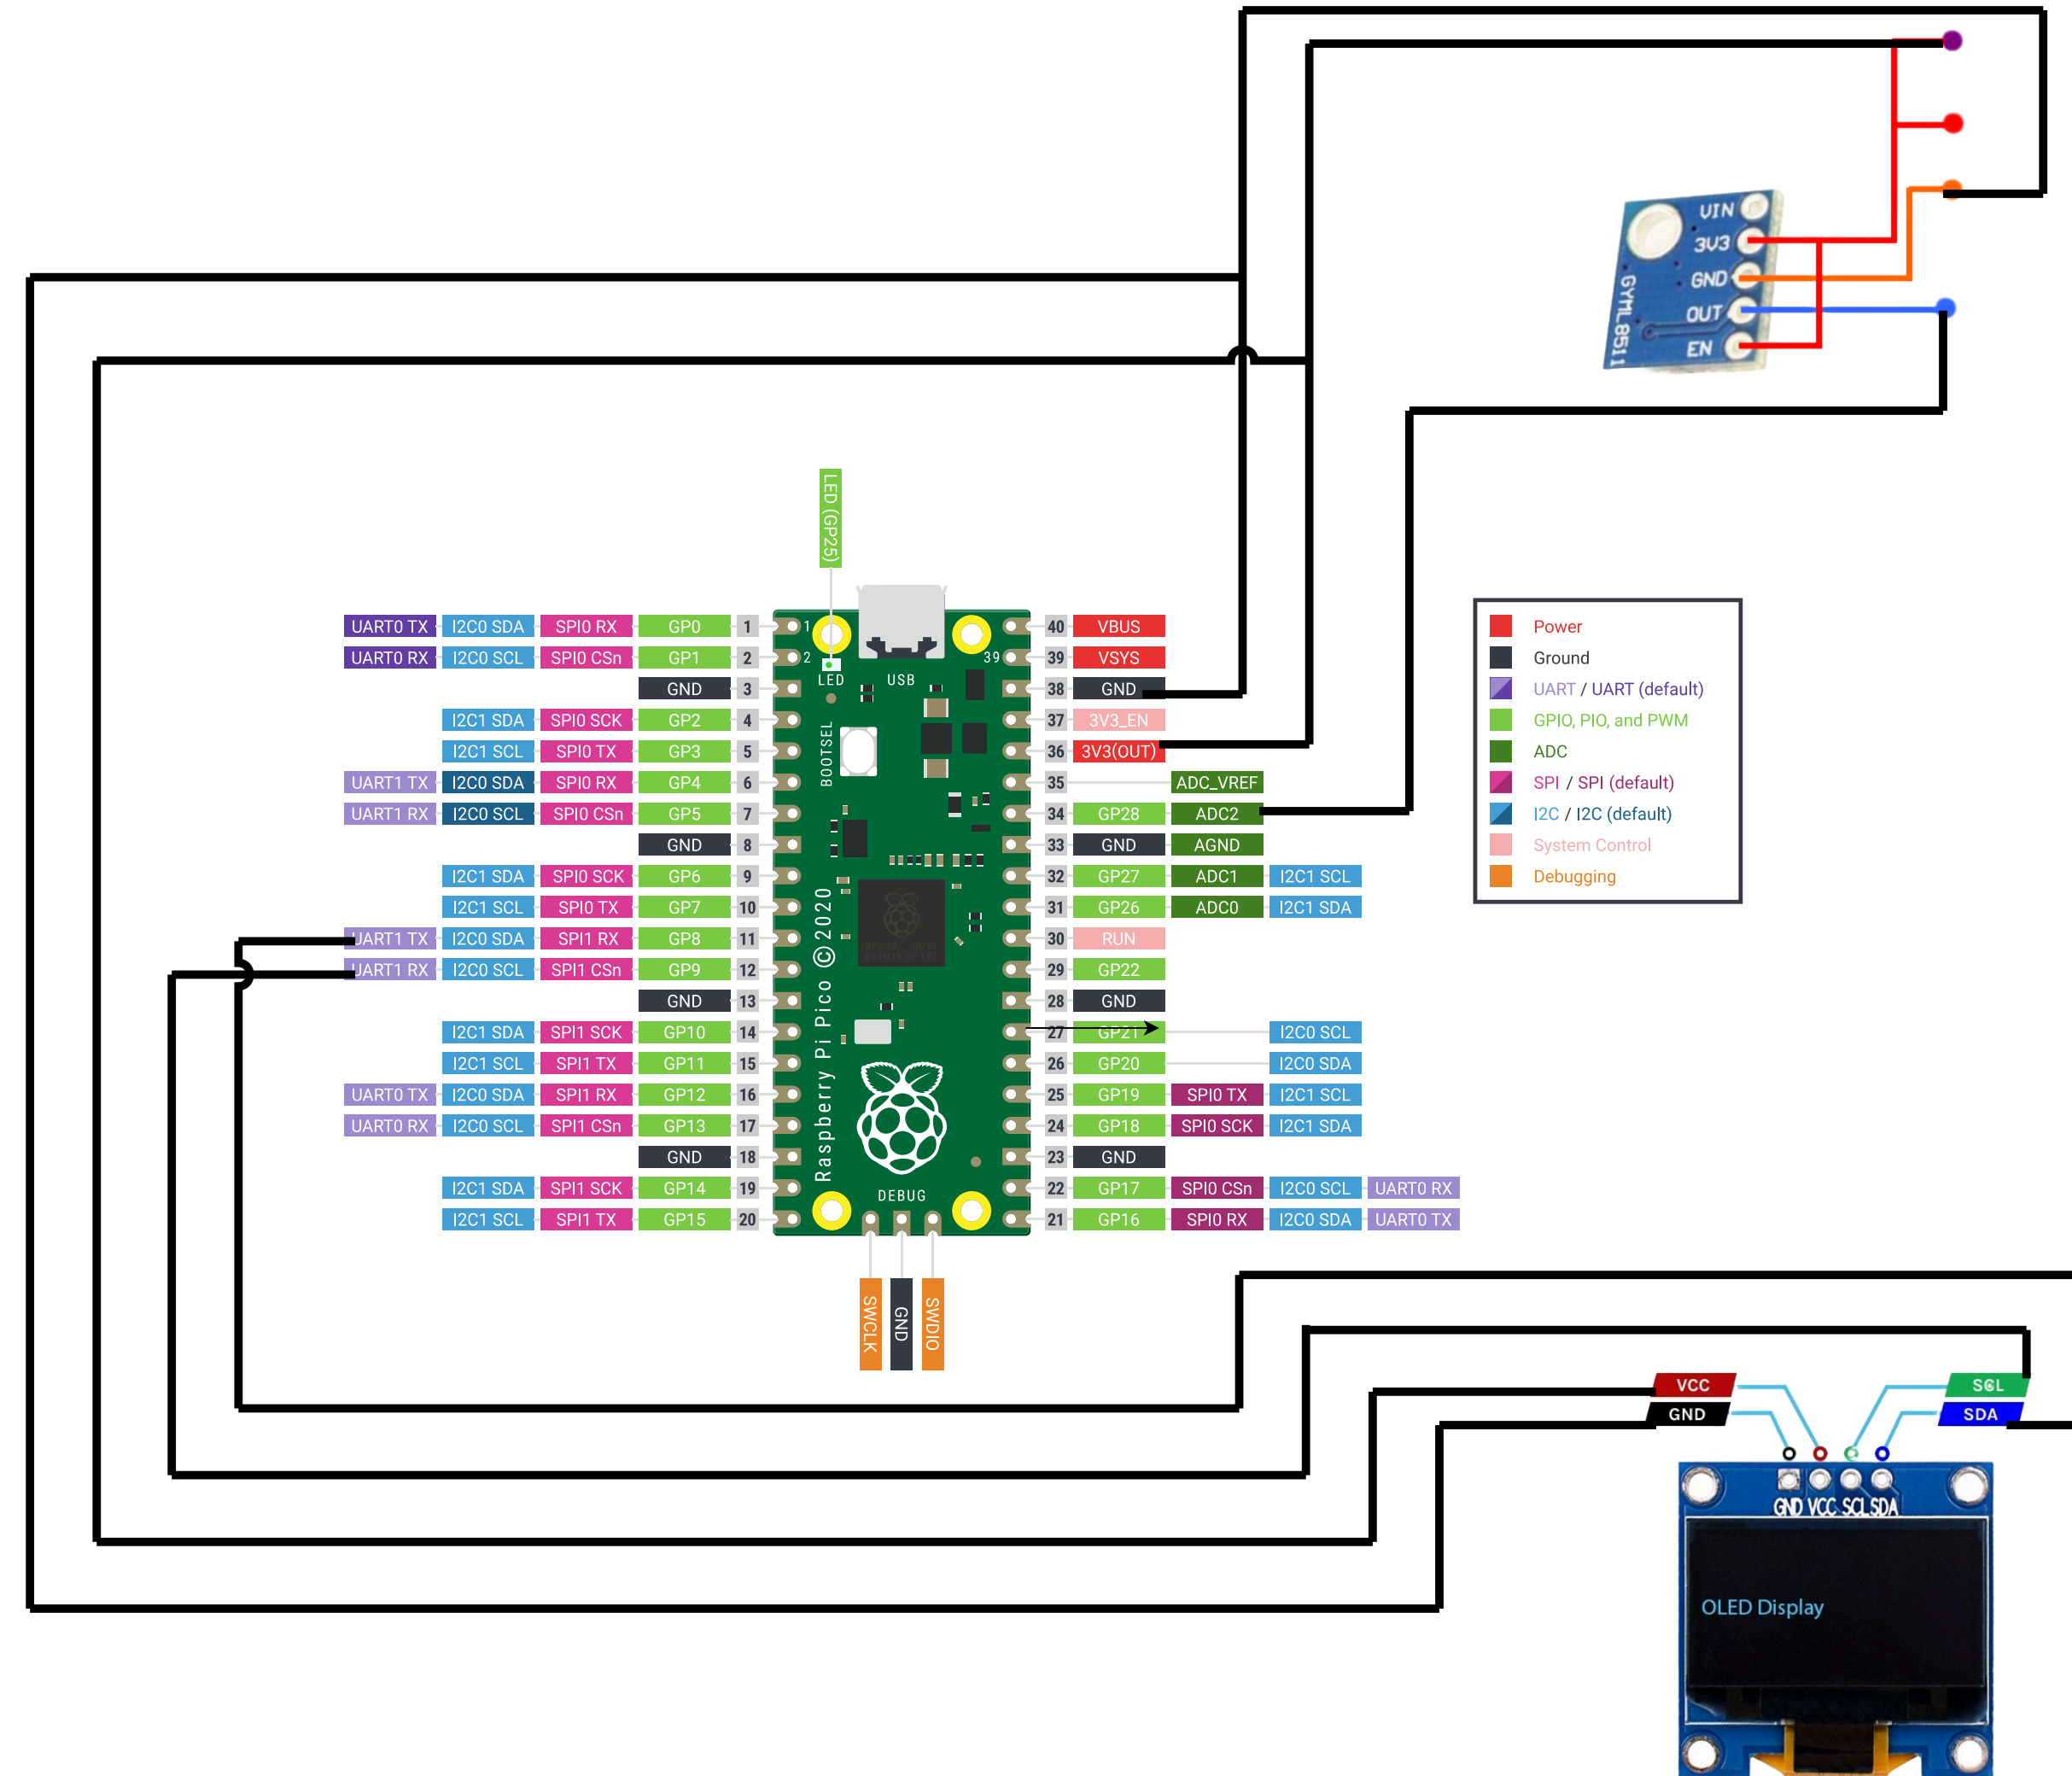 VIN
3V3
GND
OUT
EN
GYML8511
LED (GP25)
UART0 TX I2C0 SDA SPI0 RX GP0 1 1 40 VBUS
UART0 RX I2C0 SCL SPI0 CSn GP1 2 2 39 39 VSYS
GND 3 LED USB 38 GND
I2C1 SDA SPI0 SCK GP2 4 37 3V3_EN
I2C1 SCL SPI0 TX GP3 5 BOOTSEL 36 3V3(OUT)
UART1 TX I2C0 SDA SPI0 RX GP4 6 35 ADC_VREF
UART1 RX I2C0 SCL SPI0 CSn GP5 7 34 GP28 ADC2
GND 8 33 GND AGND
I2C1 SDA SPI0 SCK GP6 9 32 GP27 ADC1 I2C1 SCL
I2C1 SCL SPI0 TX GP7 10 31 GP26 ADC0 I2C1 SDA
UART1 TX I2C0 SDA SPI1 RX GP8 11 30 RUN
UART1 RX I2C0 SCL SPI1 CSn GP9 12 29 GP22
GND 13 28 GND
I2C1 SDA SPI1 SCK GP10 14 27 GP21 I2C0 SCL
I2C1 SCL SPI1 TX GP11 15 26 GP20 I2C0 SDA
UART0 TX I2C0 SDA SPI1 RX GP12 16 25 GP19 SPI0 TX I2C1 SCL
UART0 RX I2C0 SCL SPI1 CSn GP13 17 24 GP18 SPI0 SCK I2C1 SDA
GND 18 23 GND
I2C1 SDA SPI1 SCK GP14 19 22 GP17 SPI0 CSn I2C0 SCL UART0 RX
I2C1 SCL SPI1 TX GP15 20 21 GP16 SPI0 RX I2C0 SDA UART0 TX
Raspberry Pi Pico © 2020
DEBUG
SWCLK
GND
SWDIO
Power
Ground
UART / UART (default)
GPIO, PIO, and PWM
ADC
SPI / SPI (default)
I2C / I2C (default)
System Control
Debugging
VCC SCL
GND SDA
GND VCC SCL SDA
OLED Display